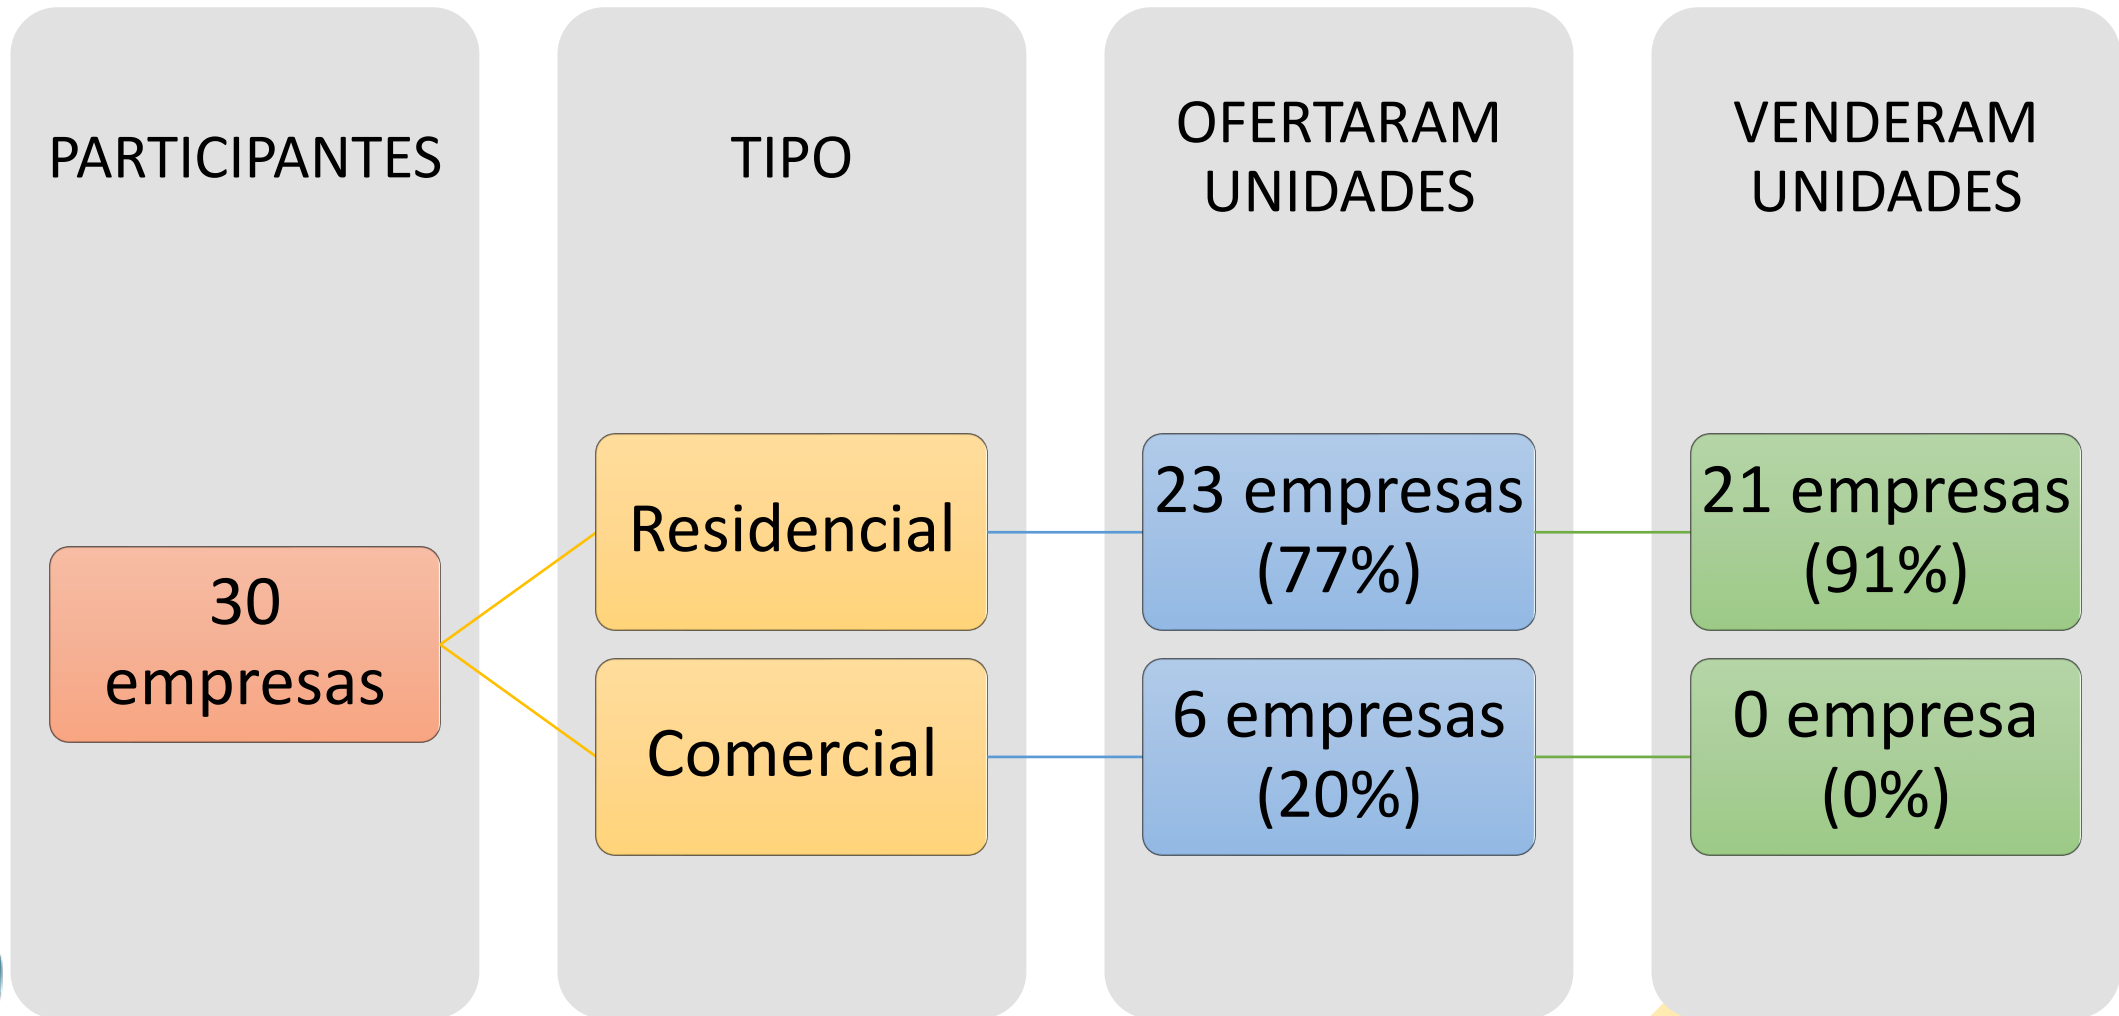 PARTICIPANTES
TIPO
OFERTARAM
UNIDADES
VENDERAM
UNIDADES
30
empresas
Residencial
23 empresas
(77%)
21 empresas
(91%)
Comercial
6 empresas
(20%)
0 empresa
(0%)